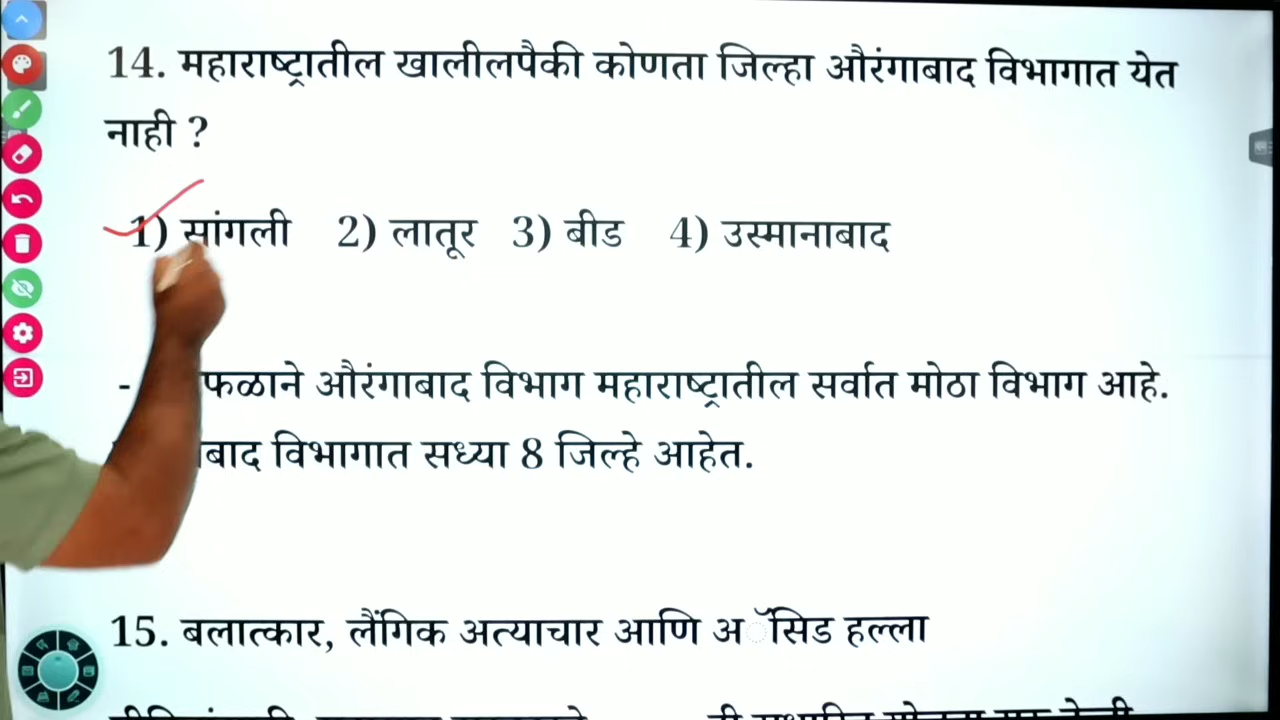 14. महाराष्ट्रातील खालीलपैकी कोणता जिल्हा औरंगाबाद विभागात येत
नाही ?
1) सांगली 2) लातूर 3) बीड 4) उस्मानाबाद
- फळाने औरंगाबाद विभाग महाराष्ट्रातील सर्वात मोठा विभाग आहे.
बाद विभागात सध्या 8 जिल्हे आहेत.
15. बलात्कार, लैंगिक अत्याचार आणि अॅसिड हल्ला